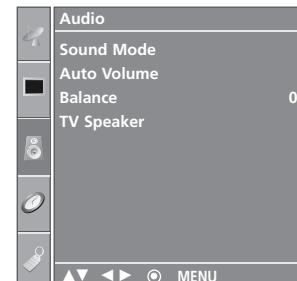 Audio
Sound Mode
Auto Volume
Balance 0
TV Speaker
▲▼ ◄► ◉ MENU